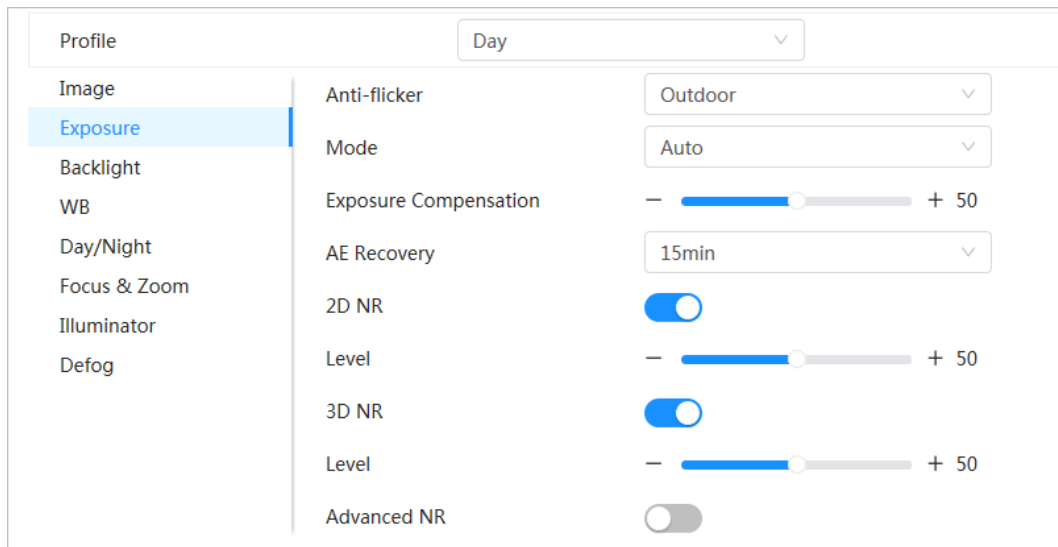 Profile Day
Image
Exposure
Backlight
WB
Day/Night
Focus & Zoom
Illuminator
Defog
Anti-flicker Outdoor
Mode Auto
Exposure Compensation − + 50
AE Recovery 15min
2D NR
Level − + 50
3D NR
Level − + 50
Advanced NR